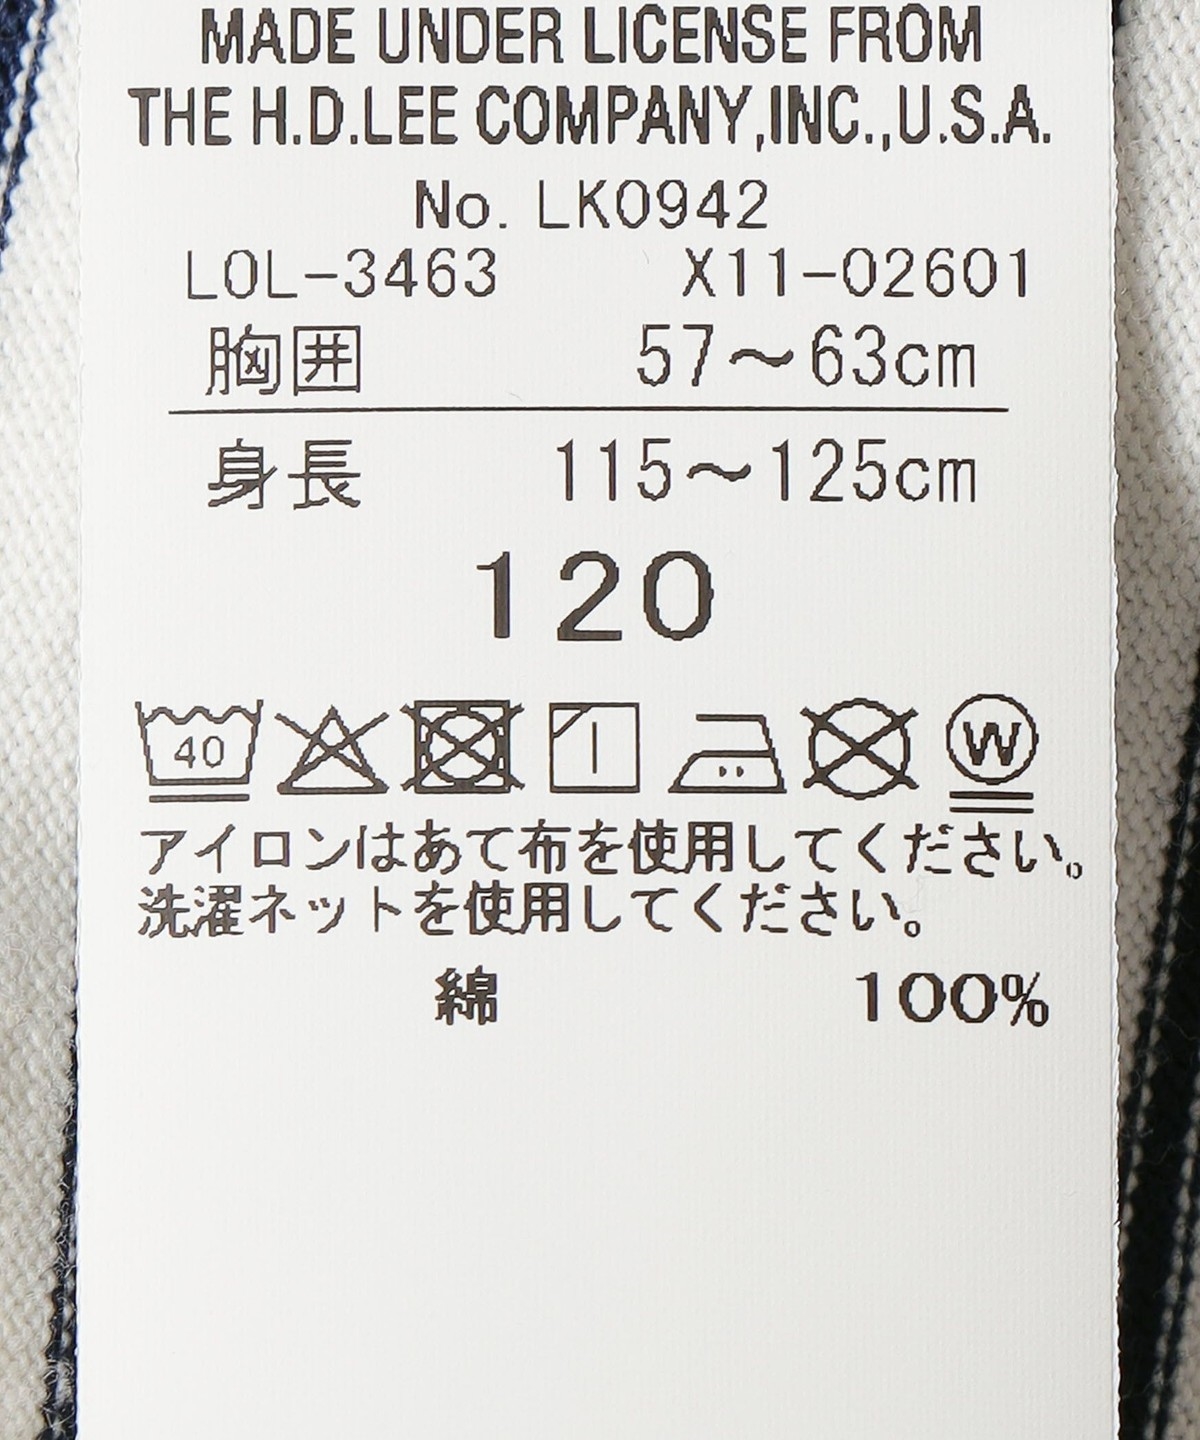 MADE UNDER LICENSE FROM
THE H.D.LEE COMPANY,INC.,U.S.A.
No. LK0942
LOL-3463 X11-02601
胸囲 57～63cm
身長 115～125cm
120
40 W
アイロンはあて布を使用してください。
洗濯ネットを使用してください。
綿 100%